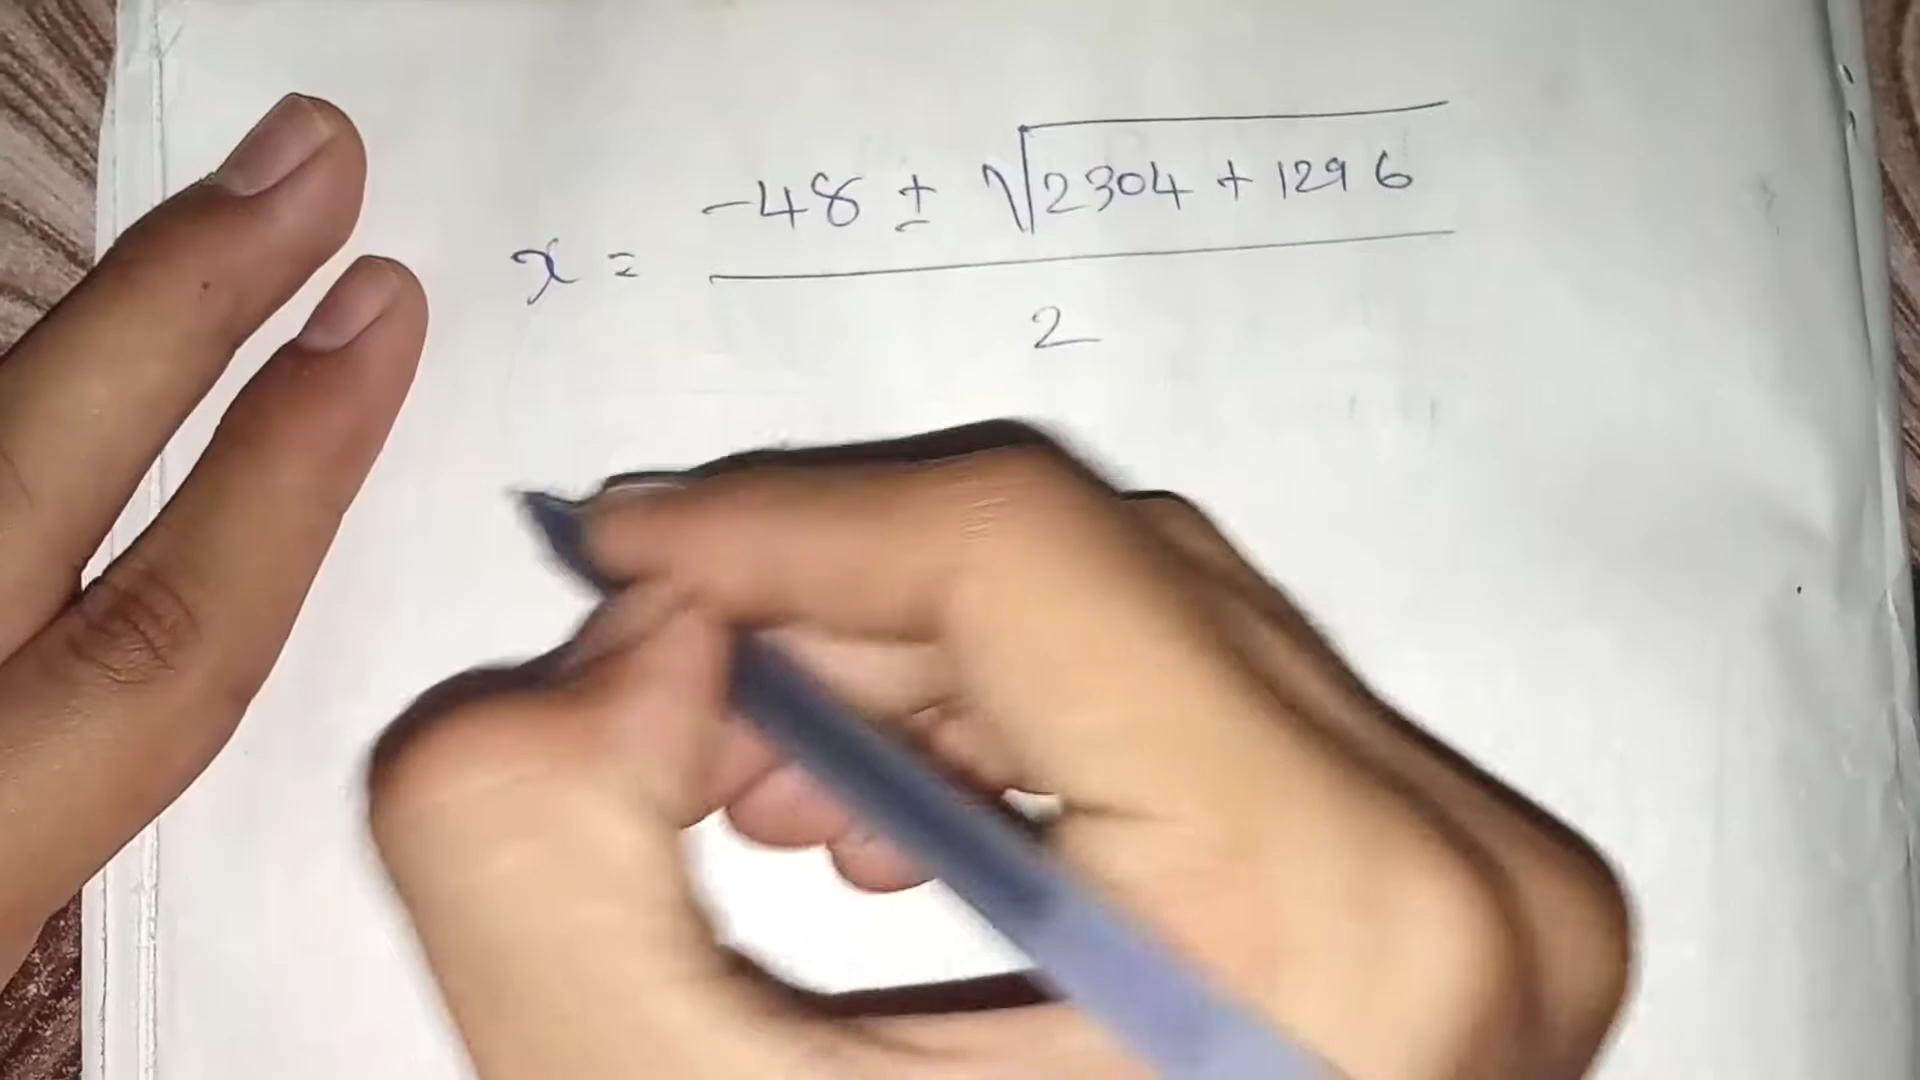 x = -48 ± √2304 + 1296
2